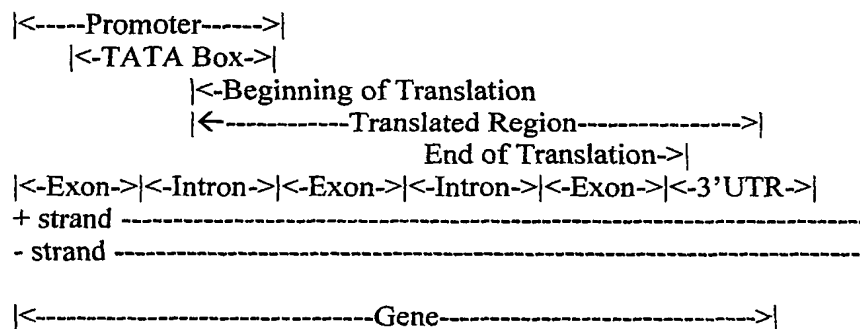 |<-----Promoter------>|
|<-TATA Box->|
|<-Beginning of Translation
|←------------Translated Region-------------->|
End of Translation->|
|<-Exon->|<-Intron->|<-Exon->|<-Intron->|<-Exon->|<-3'UTR->|
+ strand ------------------------------------------------------------------
- strand ------------------------------------------------------------------
|<------------------------------Gene--------------------------->|